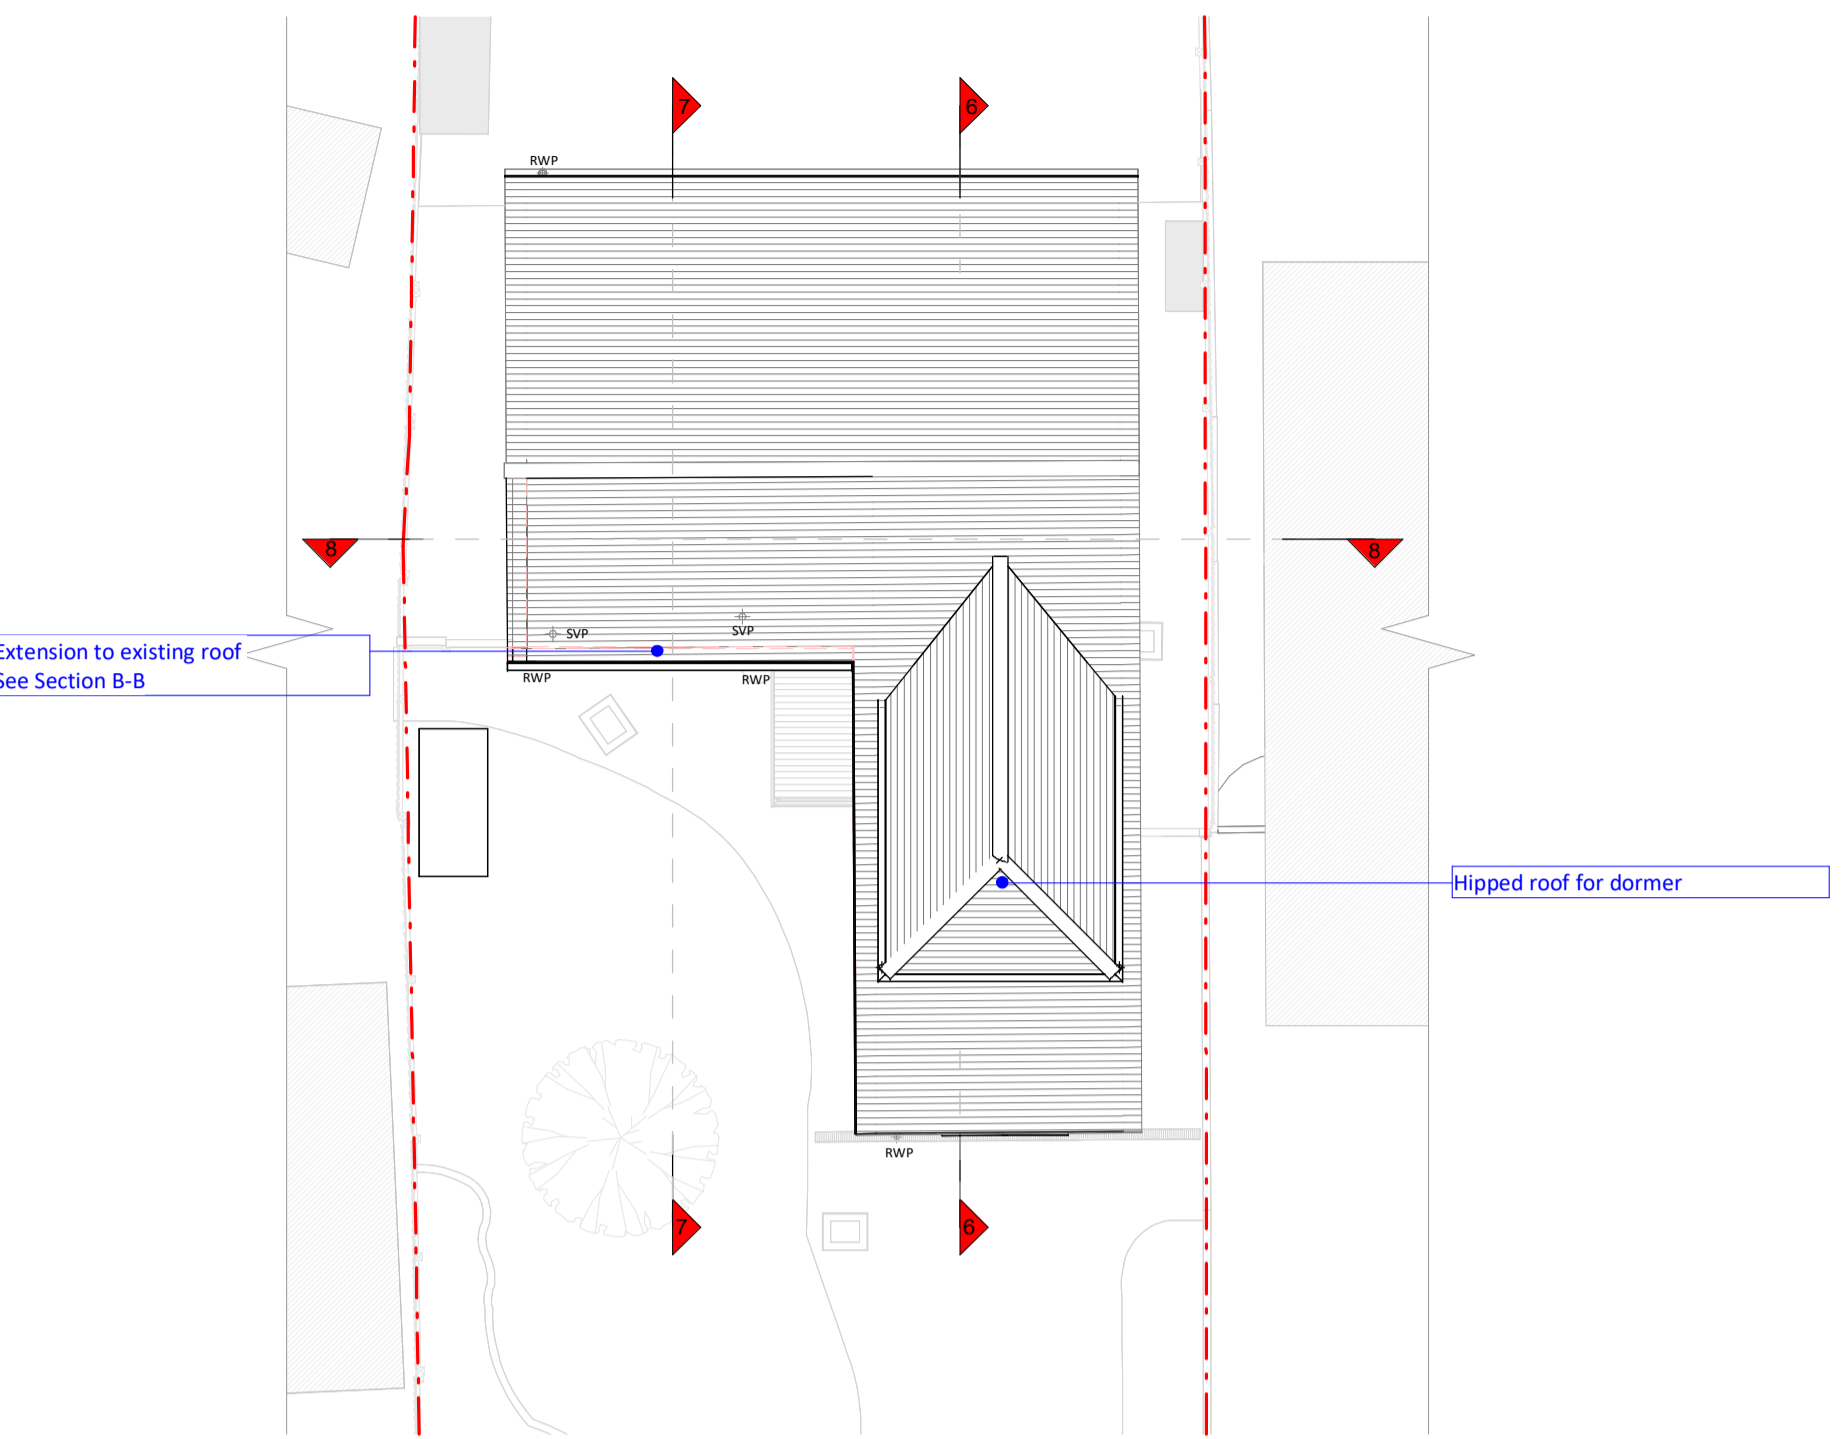 7
6
RWP
8
8
SVP
SVP
Extension to existing roof
See Section B-B
RWP
RWP
Hipped roof for dormer
RWP
7
6